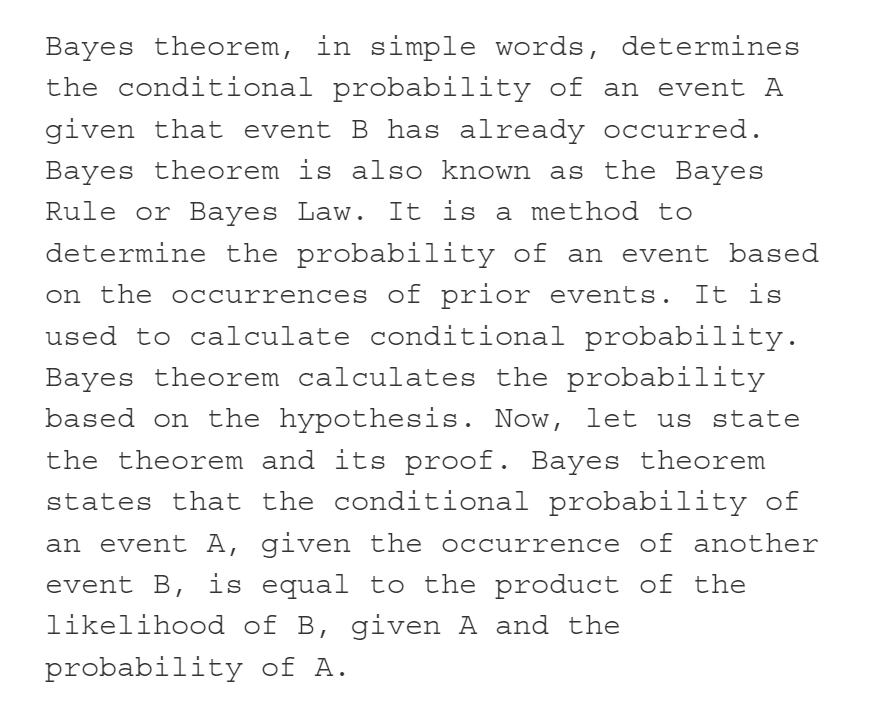 Bayes theorem, in simple words, determines
the conditional probability of an event A
given that event B has already occurred.
Bayes theorem is also known as the Bayes
Rule or Bayes Law. It is a method to
determine the probability of an event based
on the occurrences of prior events. It is
used to calculate conditional probability.
Bayes theorem calculates the probability
based on the hypothesis. Now, let us state
the theorem and its proof. Bayes theorem
states that the conditional probability of
an event A, given the occurrence of another
event B, is equal to the product of the
likelihood of B, given A and the
probability of A.